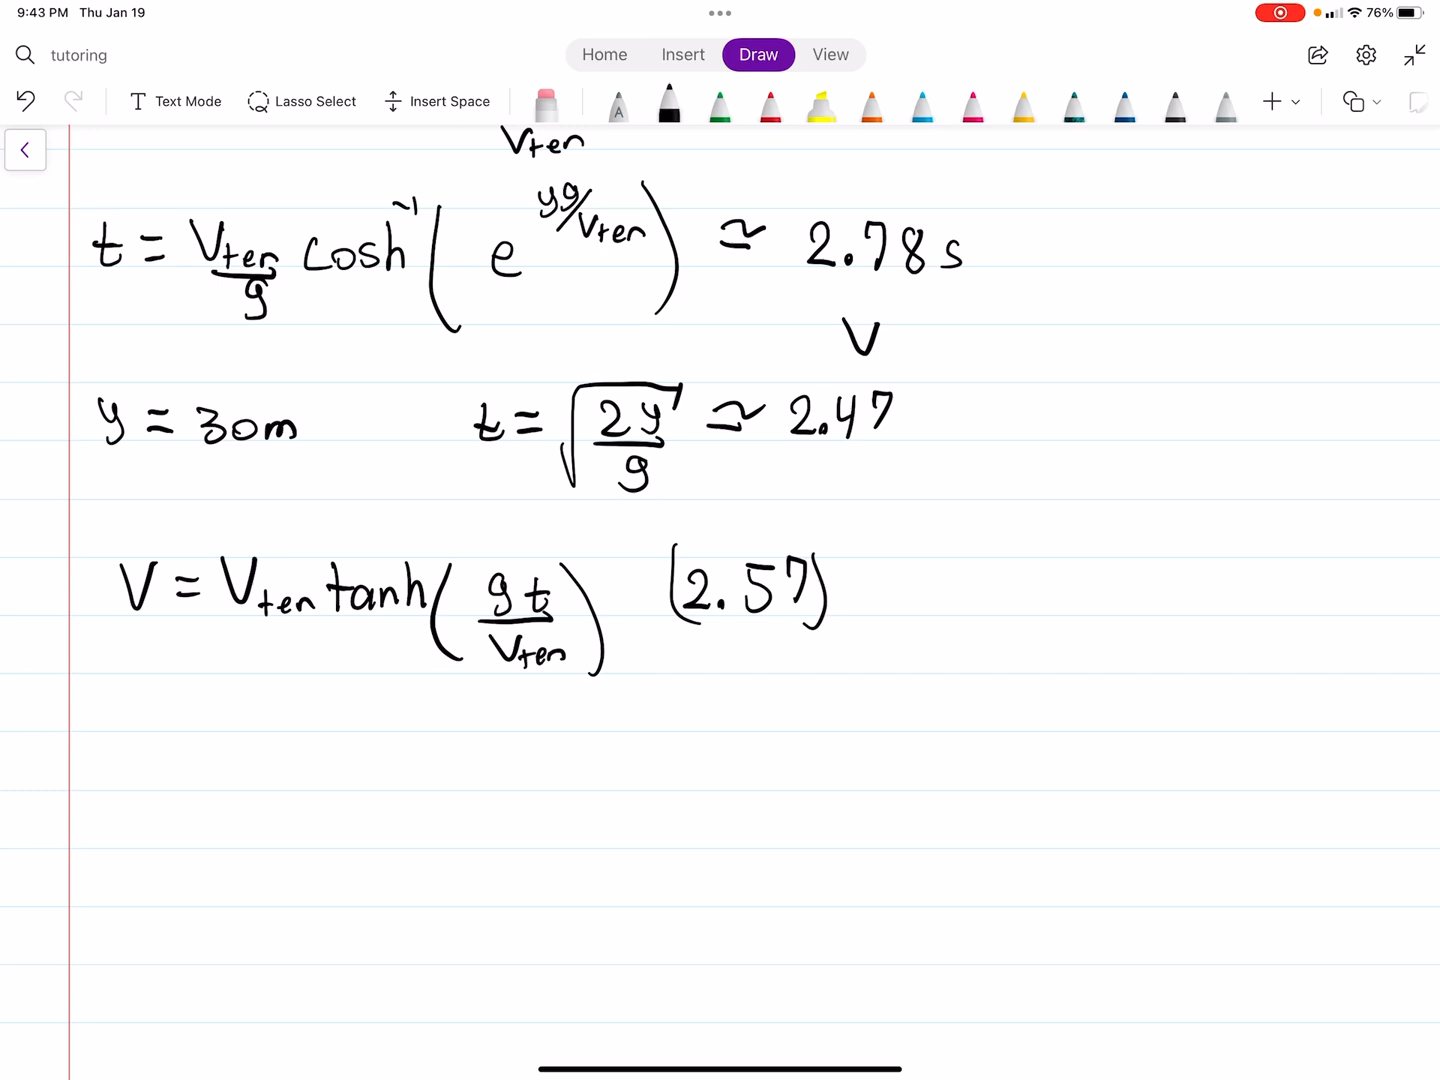 9:43 PM Thu Jan 19
76%
tutoring
Home Insert Draw View
Text Mode Lasso Select Insert Space
A
Vter
t = Vter/g cosh⁻¹( e^(yg/Vter) ) ≃ 2.78 s
V
y = 30m t = √(2y/g) ≃ 2.47
V = Vter tanh( gt/Vter ) (2.57)